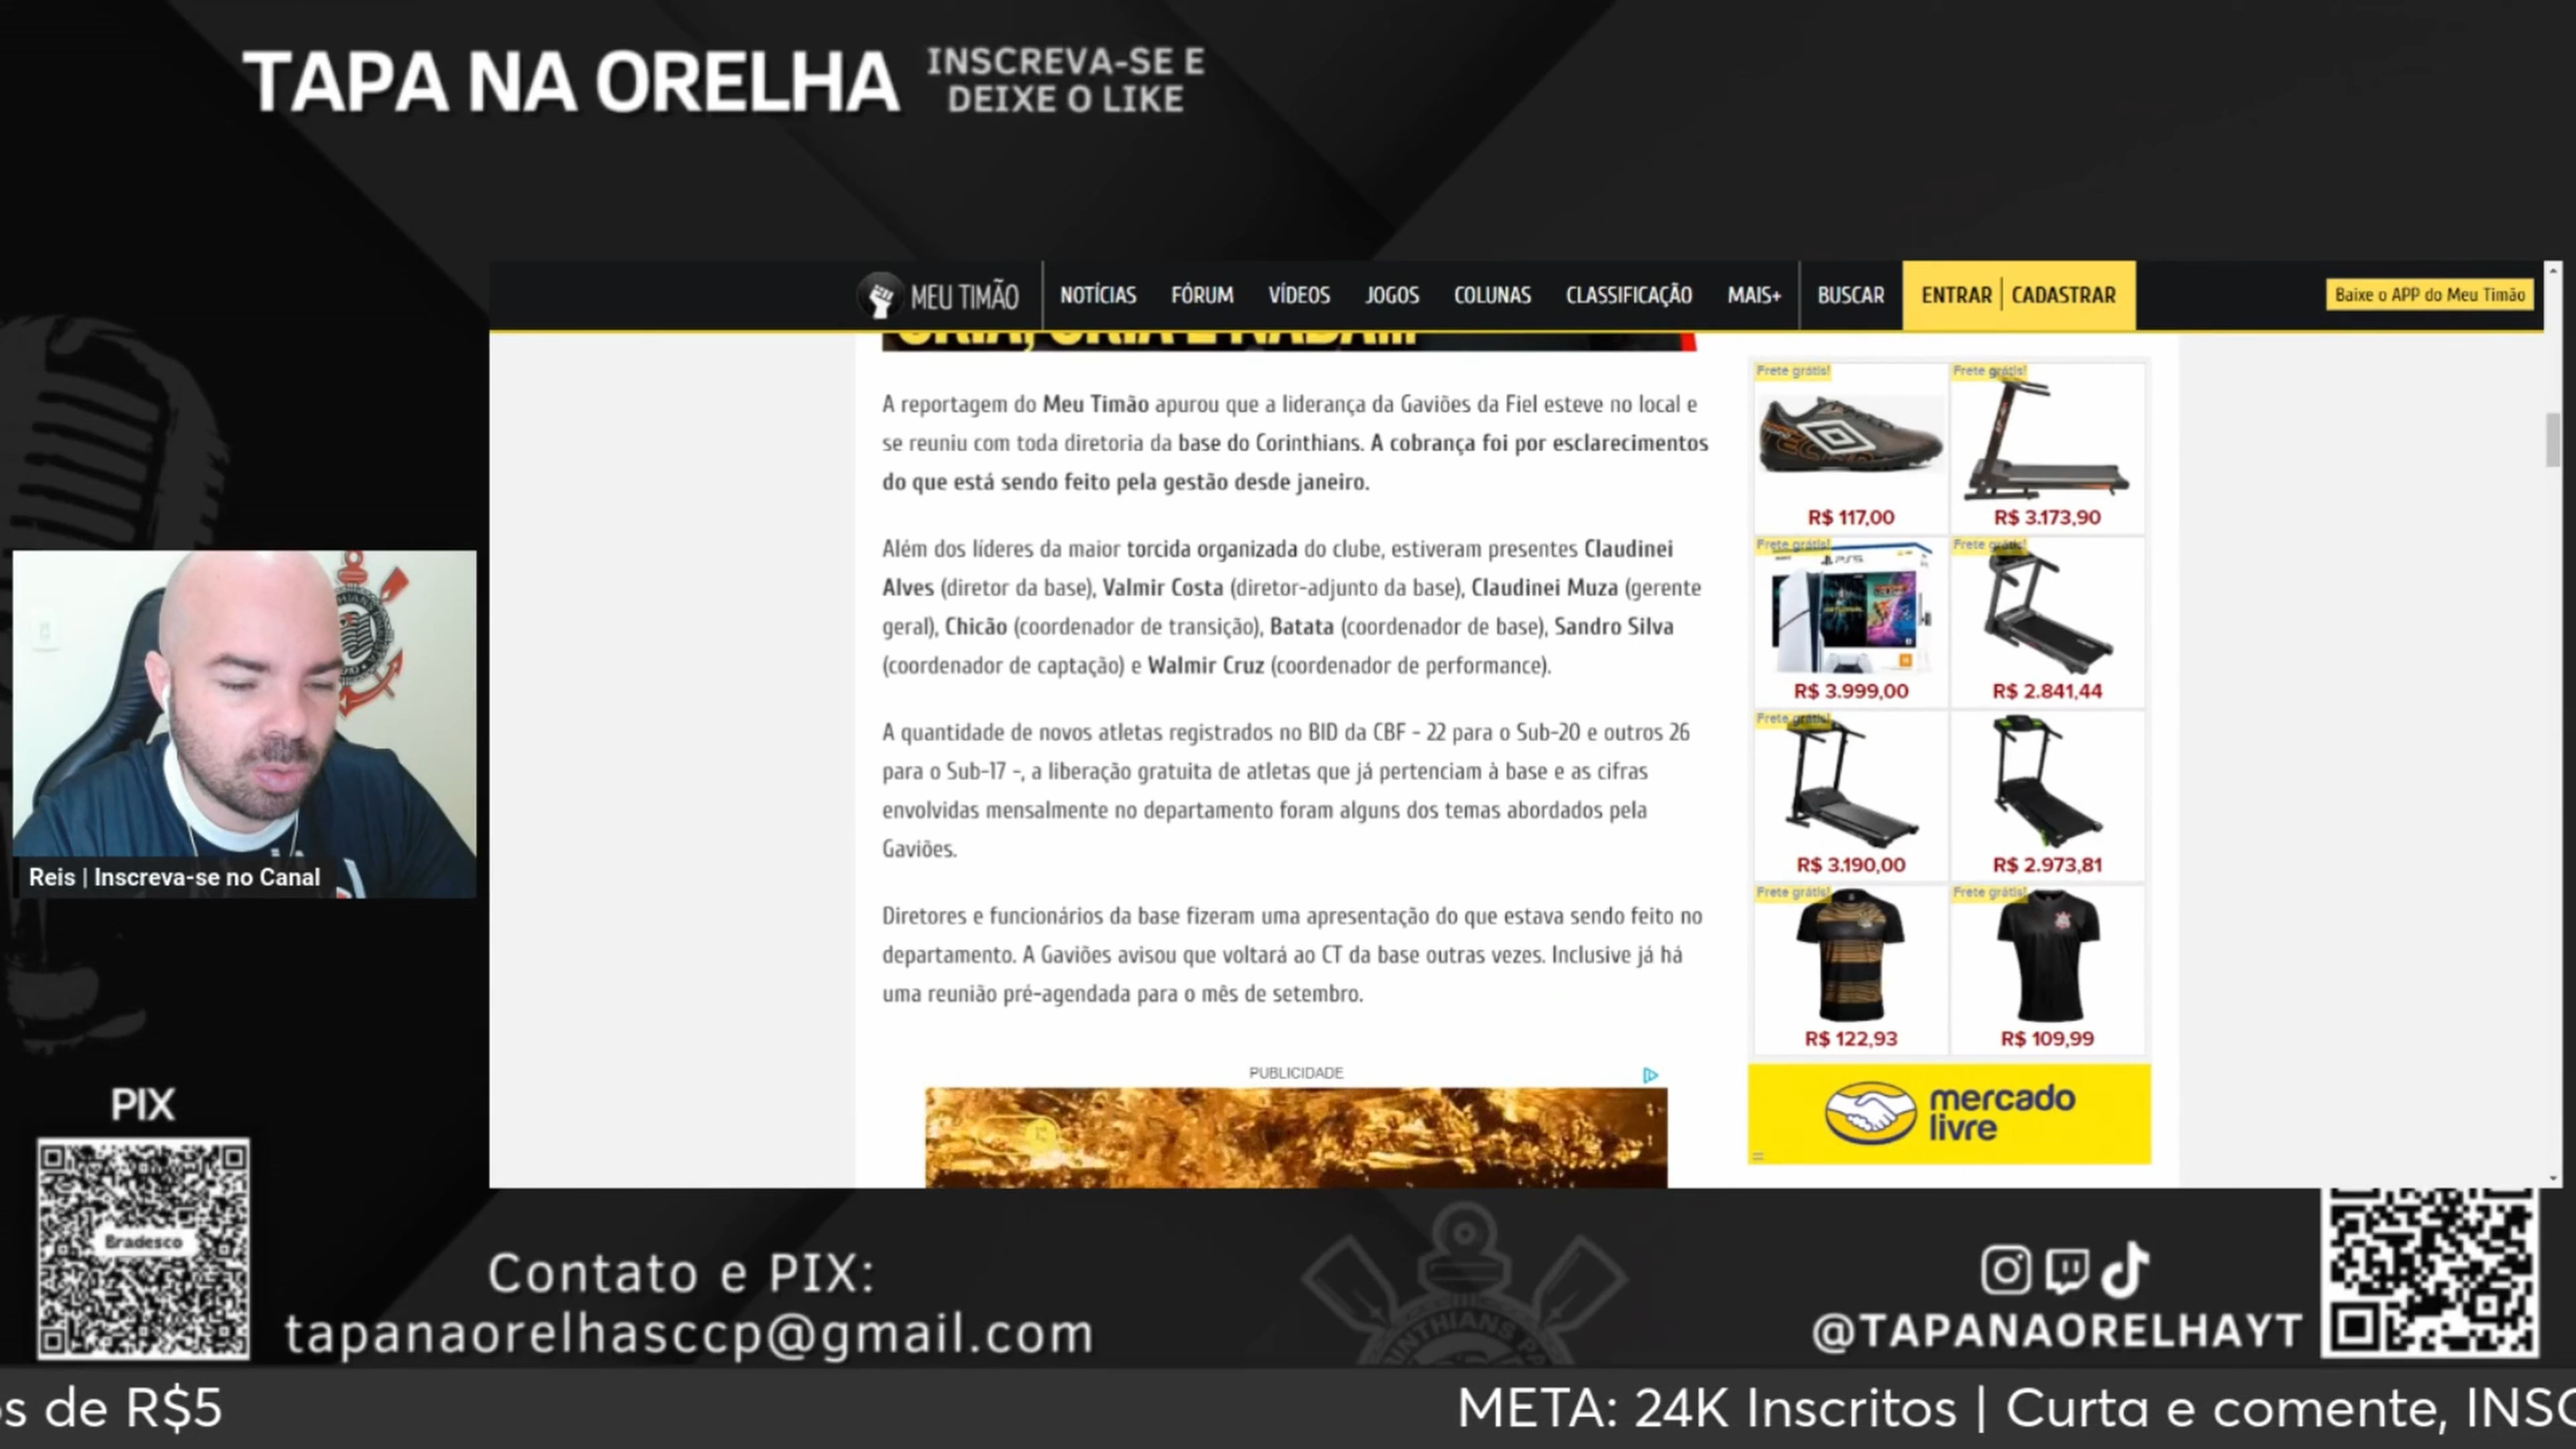 TAPA NA ORELHA
INSCREVA-SE E
DEIXE O LIKE
MEU TIMÃO
NOTÍCIAS
FÓRUM
VÍDEOS
JOGOS
COLUNAS
CLASSIFICAÇÃO
MAIS+
BUSCAR
ENTRAR
CADASTRAR
Baixe o APP do Meu Timão
A reportagem do Meu Timão apurou que a liderança da Gaviões da Fiel esteve no local e
se reuniu com toda diretoria da base do Corinthians. A cobrança foi por esclarecimentos
do que está sendo feito pela gestão desde janeiro.
Além dos líderes da maior torcida organizada do clube, estiveram presentes Claudinei
Alves (diretor da base), Valmir Costa (diretor-adjunto da base), Claudinei Muza (gerente
geral), Chicão (coordenador de transição), Batata (coordenador de base), Sandro Silva
(coordenador de captação) e Walmir Cruz (coordenador de performance).
A quantidade de novos atletas registrados no BID da CBF - 22 para o Sub-20 e outros 26
para o Sub-17 -, a liberação gratuita de atletas que já pertenciam à base e as cifras
envolvidas mensalmente no departamento foram alguns dos temas abordados pela
Gaviões.
Diretores e funcionários da base fizeram uma apresentação do que estava sendo feito no
departamento. A Gaviões avisou que voltará ao CT da base outras vezes. Inclusive já há
uma reunião pré-agendada para o mês de setembro.
PUBLICIDADE
Frete grátis!
Frete grátis!
R$ 117,00
R$ 3.173,90
Frete grátis!
Frete grátis!
PS5
R$ 3.999,00
R$ 2.841,44
Frete grátis!
R$ 3.190,00
R$ 2.973,81
Frete grátis!
Frete grátis!
R$ 122,93
R$ 109,99
mercado
livre
Reis | Inscreva-se no Canal
PIX
Bradesco
Contato e PIX:
tapanaorelhasccp@gmail.com
@TAPANAORELHAYT
os de R$5
META: 24K Inscritos | Curta e comente, INSC